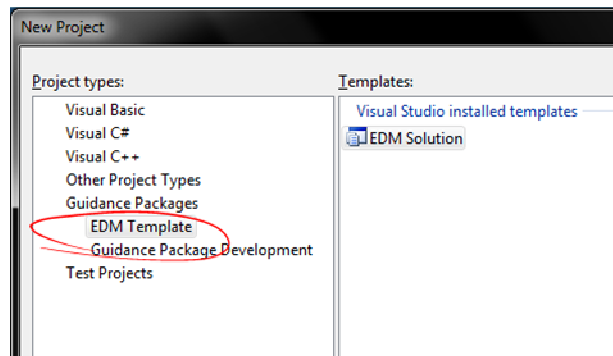 New Project
Project types:
Templates:
Visual Basic
Visual C#
Visual C++
Other Project Types
Guidance Packages
EDM Template
Guidance Package Development
Test Projects
Visual Studio installed templates
EDM Solution